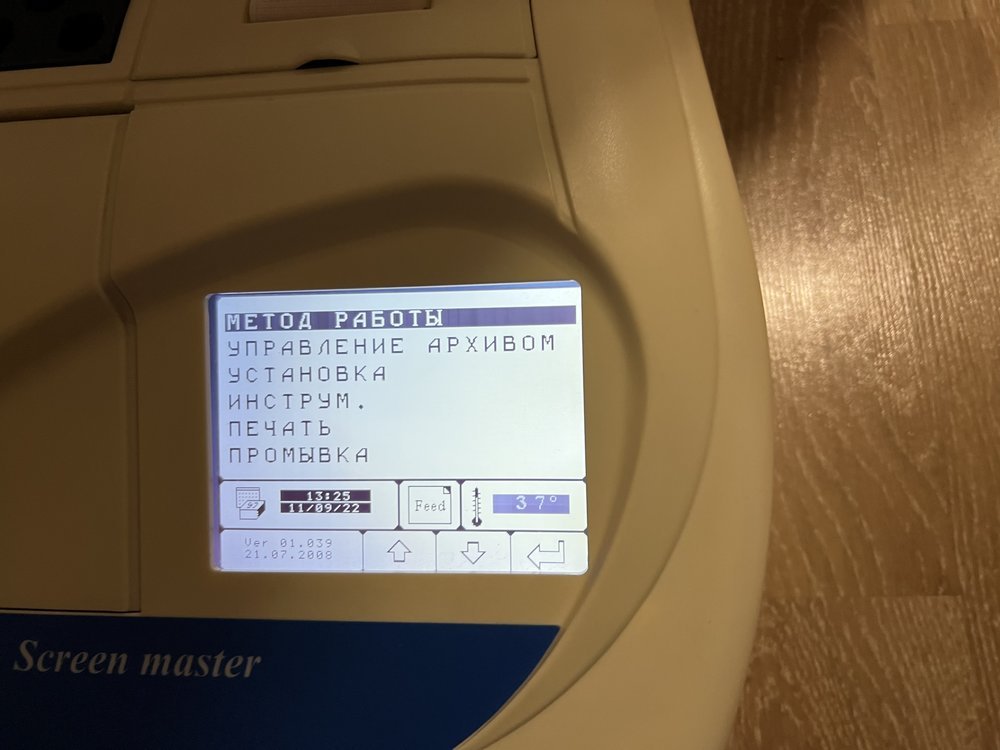 МЕТОД РАБОТЫ
УПРАВЛЕНИЕ АРХИВОМ
УСТАНОВКА
ИНСТРУМ.
ПЕЧАТЬ
ПРОМЫВКА
13:25
11/09/22
Feed
37°
Ver 01.039
21.07.2008
Screen master